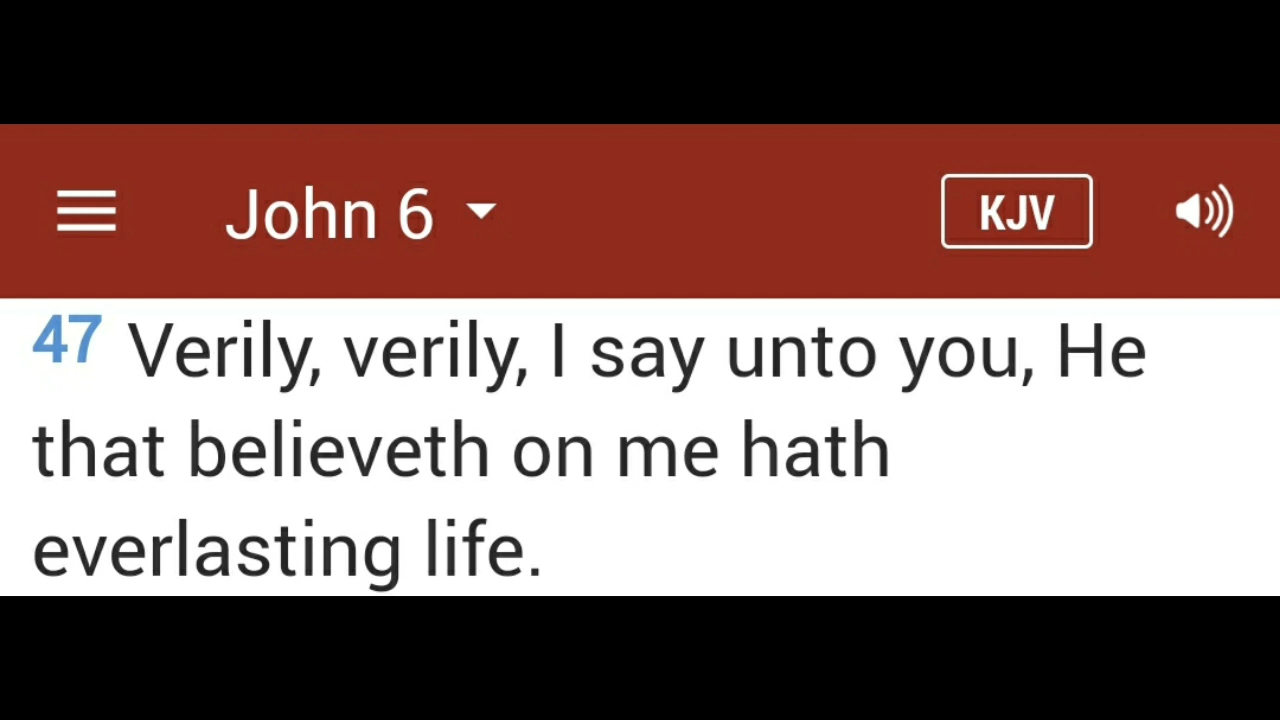 John 6
KJV
47 Verily, verily, I say unto you, He
that believeth on me hath
everlasting life.